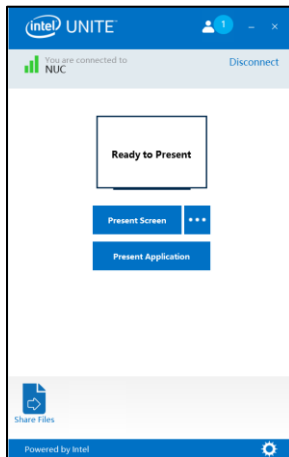 intel UNITE™
1
You are connected to
NUC
Disconnect
Ready to Present
Present Screen
Present Application
Share Files
Powered by Intel